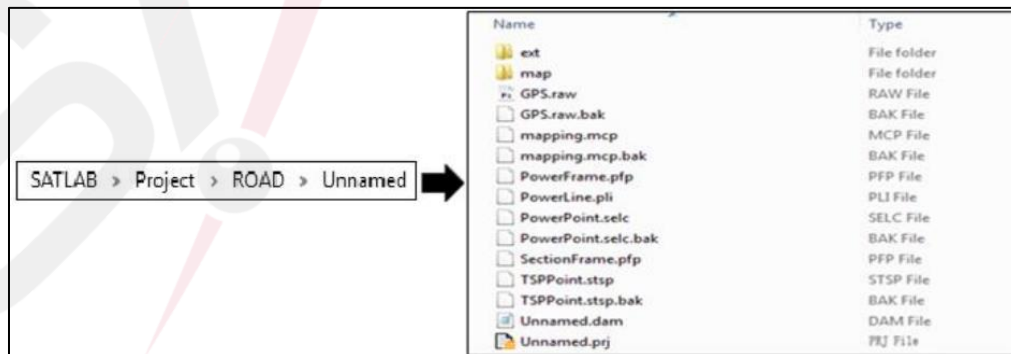 SATLAB > Project > ROAD > Unnamed
Name Type
ext File folder
map File folder
GPS.raw RAW File
GPS.raw.bak BAK File
mapping.mcp MCP File
mapping.mcp.bak BAK File
PowerFrame.pfp PFP File
PowerLine.pli PLI File
PowerPoint.selc SELC File
PowerPoint.selc.bak BAK File
SectionFrame.pfp PFP File
TSPPoint.stsp STSP File
TSPPoint.stsp.bak BAK File
Unnamed.dam DAM File
Unnamed.prj PRJ File